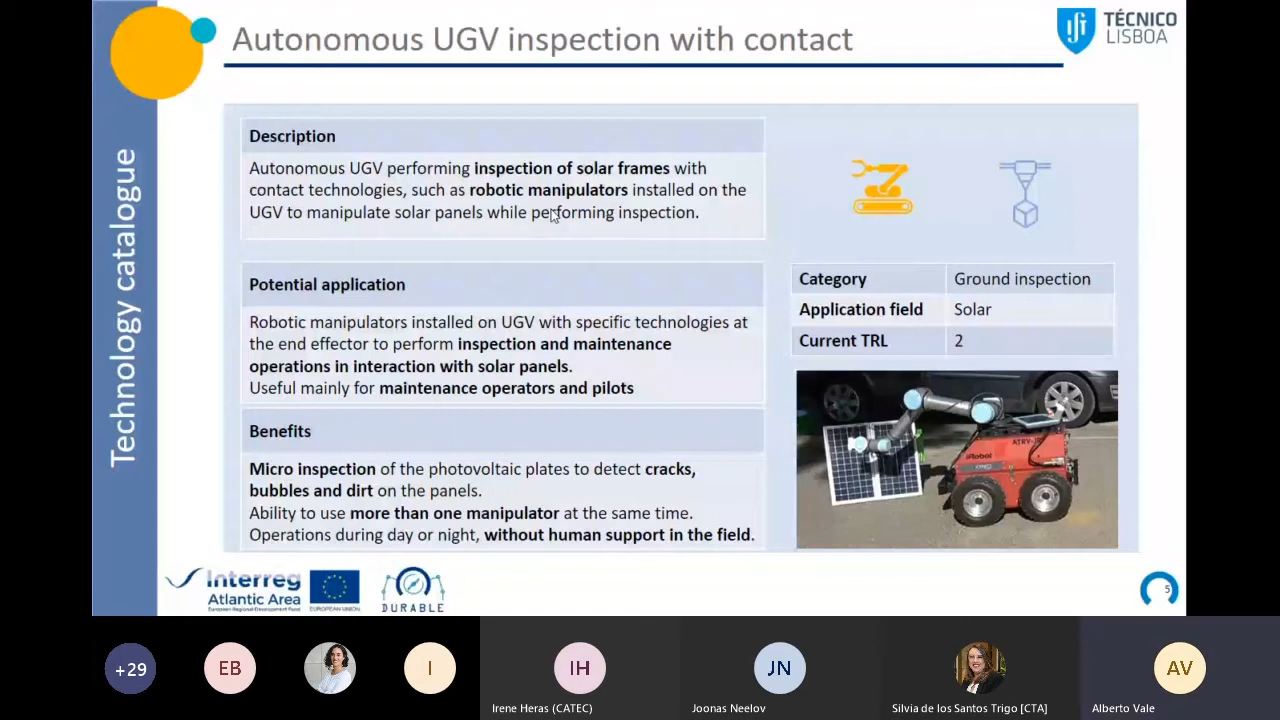 Autonomous UGV inspection with contact
TÉCNICO
LISBOA
Technology catalogue
Description
Autonomous UGV performing inspection of solar frames with
contact technologies, such as robotic manipulators installed on the
UGV to manipulate solar panels while performing inspection.
Potential application
Robotic manipulators installed on UGV with specific technologies at
the end effector to perform inspection and maintenance
operations in interaction with solar panels.
Useful mainly for maintenance operators and pilots
Benefits
Micro inspection of the photovoltaic plates to detect cracks,
bubbles and dirt on the panels.
Ability to use more than one manipulator at the same time.
Operations during day or night, without human support in the field.
Category Ground inspection
Application field Solar
Current TRL 2
iRobot
ATRV-JR
Interreg
Atlantic Area
European Regional Development Fund
EUROPEAN UNION
DURABLE
5
+29
EB
I
IH
JN
AV
Irene Heras (CATEC)
Joonas Neelov
Silvia de los Santos Trigo [CTA]
Alberto Vale